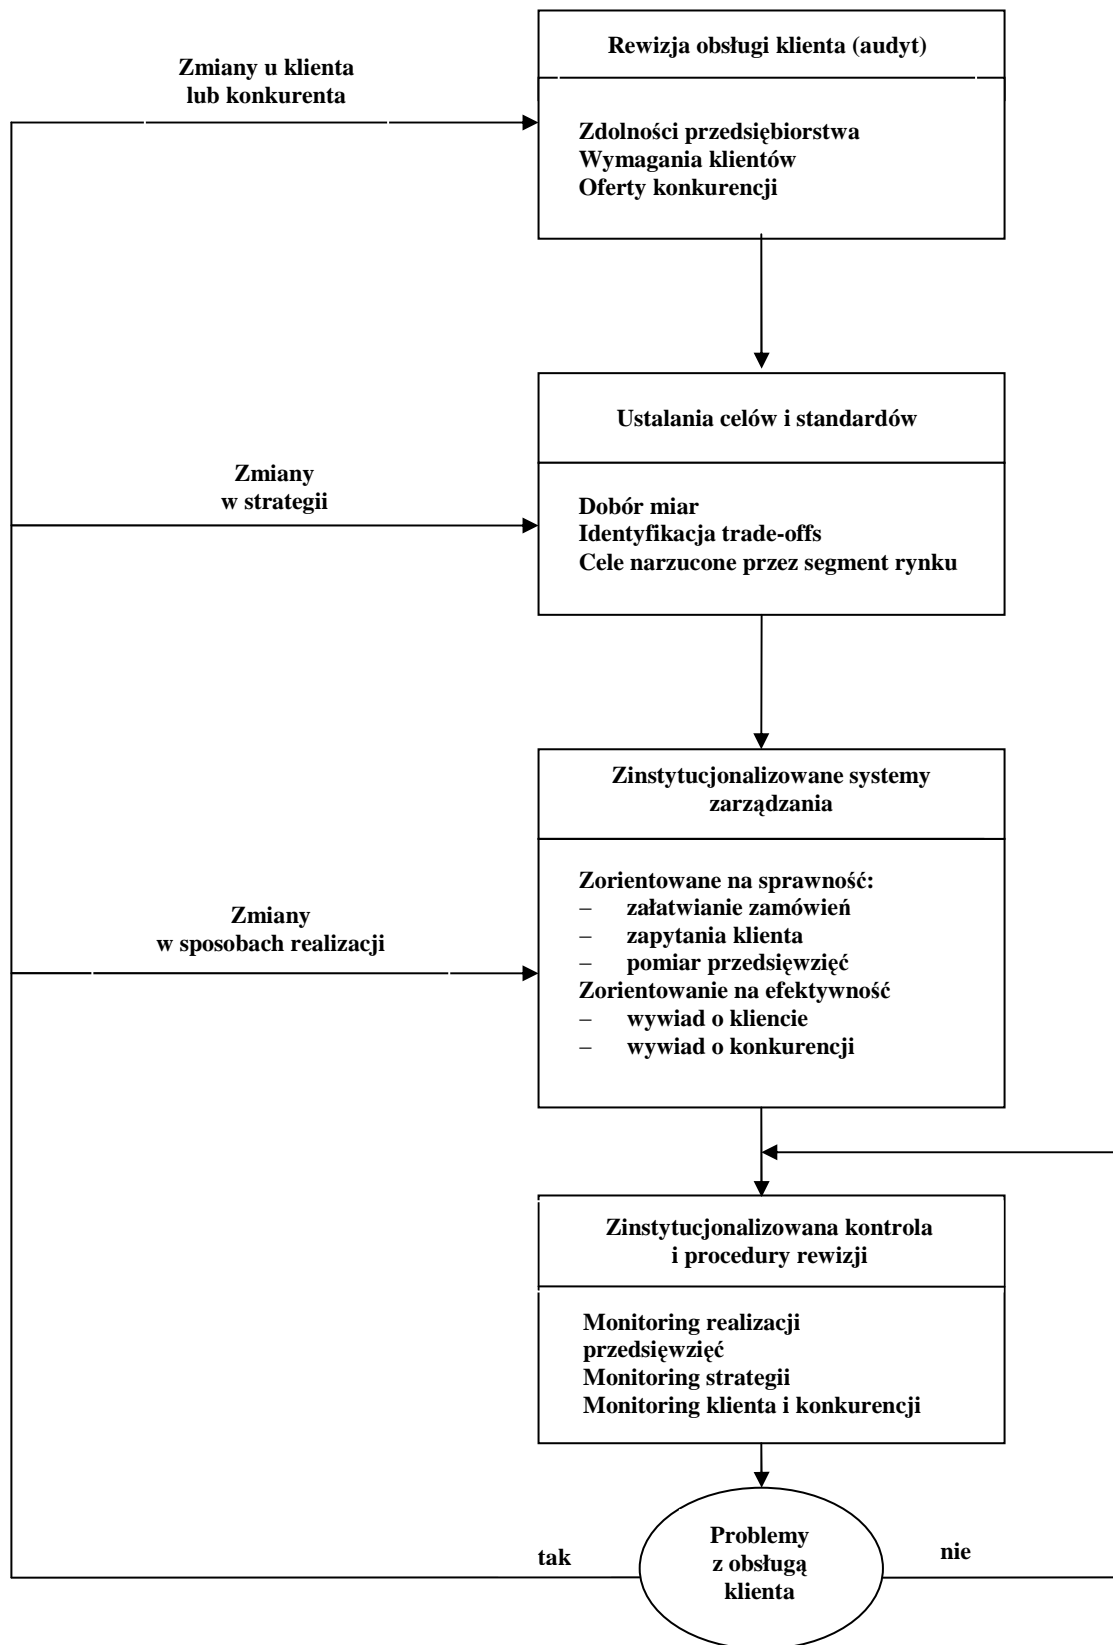 Rewizja obsługi klienta (audyt)
Zmiany u klienta
lub konkurenta
Zdolności przedsiębiorstwa
Wymagania klientów
Oferty konkurencji
Ustalania celów i standardów
Zmiany
w strategii
Dobór miar
Identyfikacja trade-offs
Cele narzucone przez segment rynku
Zinstytucjonalizowane systemy
zarządzania
Zorientowane na sprawność:
– załatwianie zamówień
– zapytania klienta
– pomiar przedsięwzięć
Zorientowanie na efektywność
– wywiad o kliencie
– wywiad o konkurencji
Zmiany
w sposobach realizacji
Zinstytucjonalizowana kontrola
i procedury rewizji
Monitoring realizacji
przedsięwzięć
Monitoring strategii
Monitoring klienta i konkurencji
Problemy
z obsługą
klienta
tak
nie